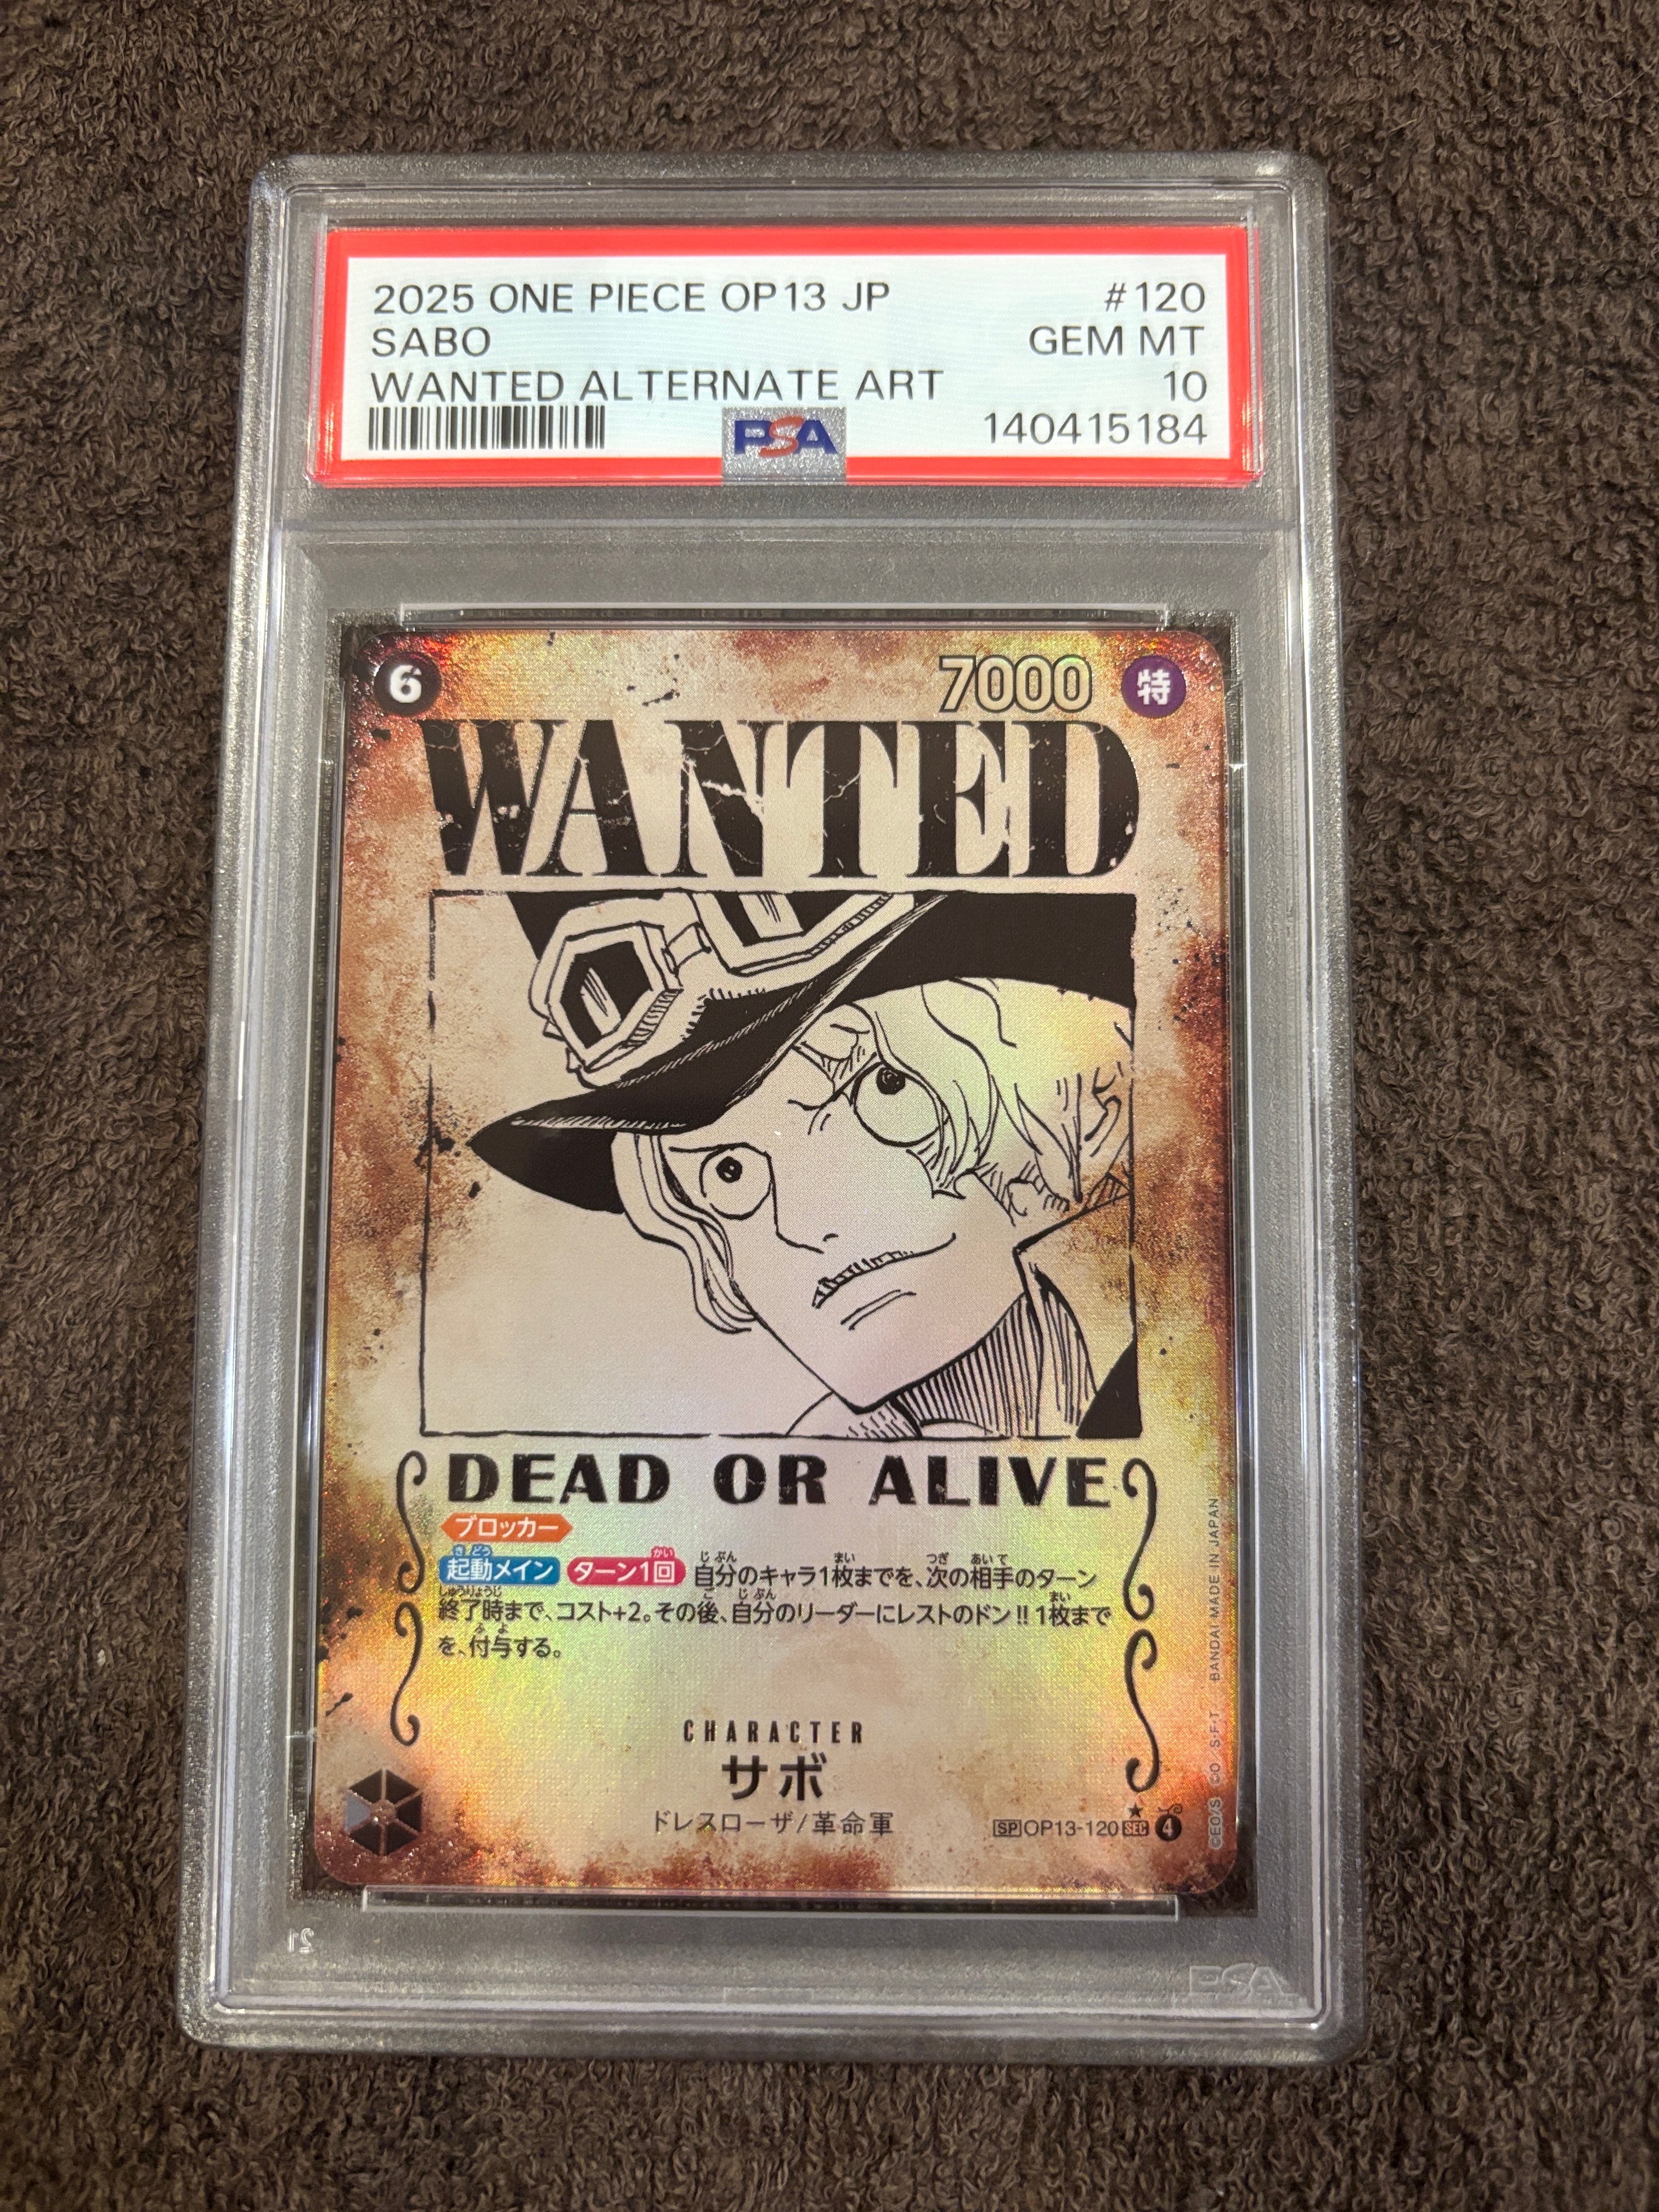 2025 ONE PIECE OP13 JP #120
SABO GEM MT
WANTED ALTERNATE ART 10
PSA 140415184
6 7000 特
WANTED
DEAD OR ALIVE
ブロッカー
起動メイン ターン1回 自分のキャラ1枚までを、次の相手のターン
終了時まで、コスト+2。その後、自分のリーダーにレストのドン!!1枚まで
を、付与する。
CHARACTER
サボ
ドレスローザ/革命軍
SP OP13-120 SEC ★ 4
©EO/S. ©O/S.F.T. BANDAI MADE IN JAPAN
21
PSA